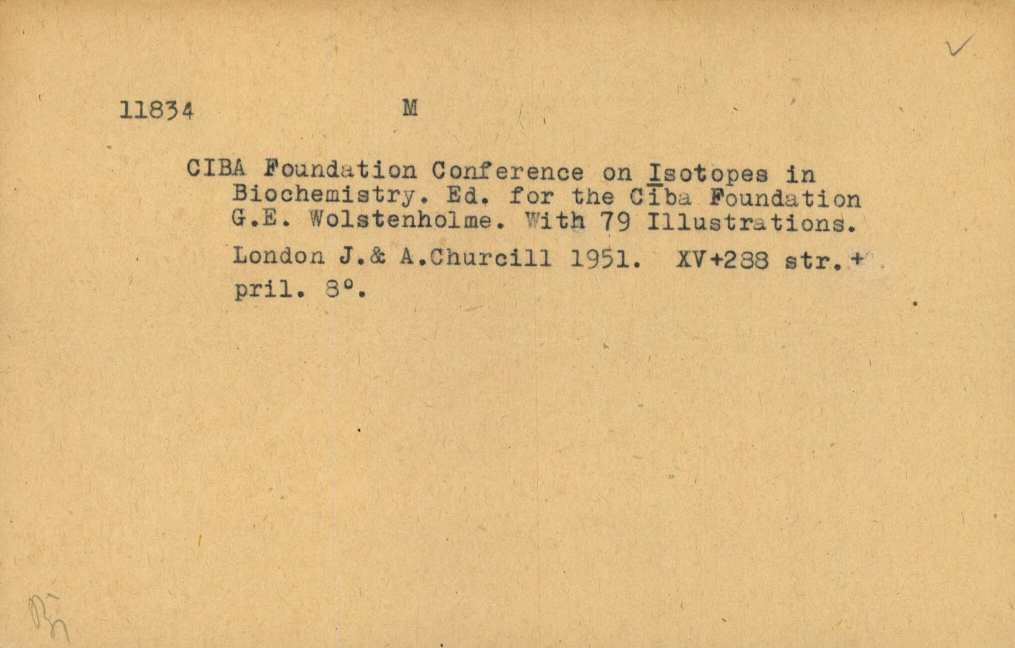 11834 M
CIBA Foundation Conference on Isotopes in
Biochemistry. Ed. for the Ciba Foundation
G.E. Wolstenholme. With 79 Illustrations.
London J.& A.Churcill 1951. XV+288 str.+
pril. 8º.